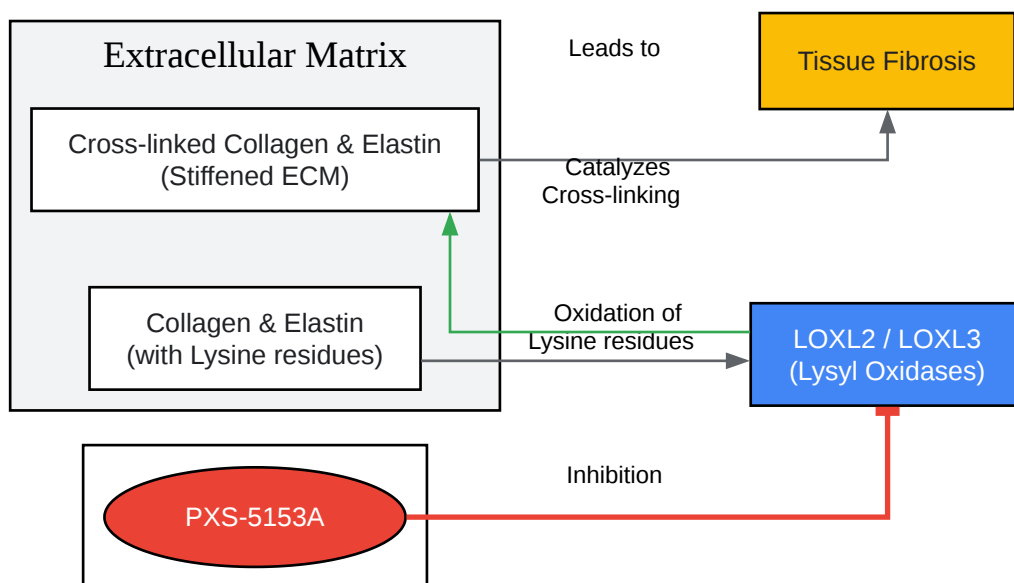 Extracellular Matrix
Leads to
Tissue Fibrosis
Cross-linked Collagen & Elastin
(Stiffened ECM)
Catalyzes
Cross-linking
Collagen & Elastin
(with Lysine residues)
Oxidation of
Lysine residues
LOXL2 / LOXL3
(Lysyl Oxidases)
Inhibition
PXS-5153A